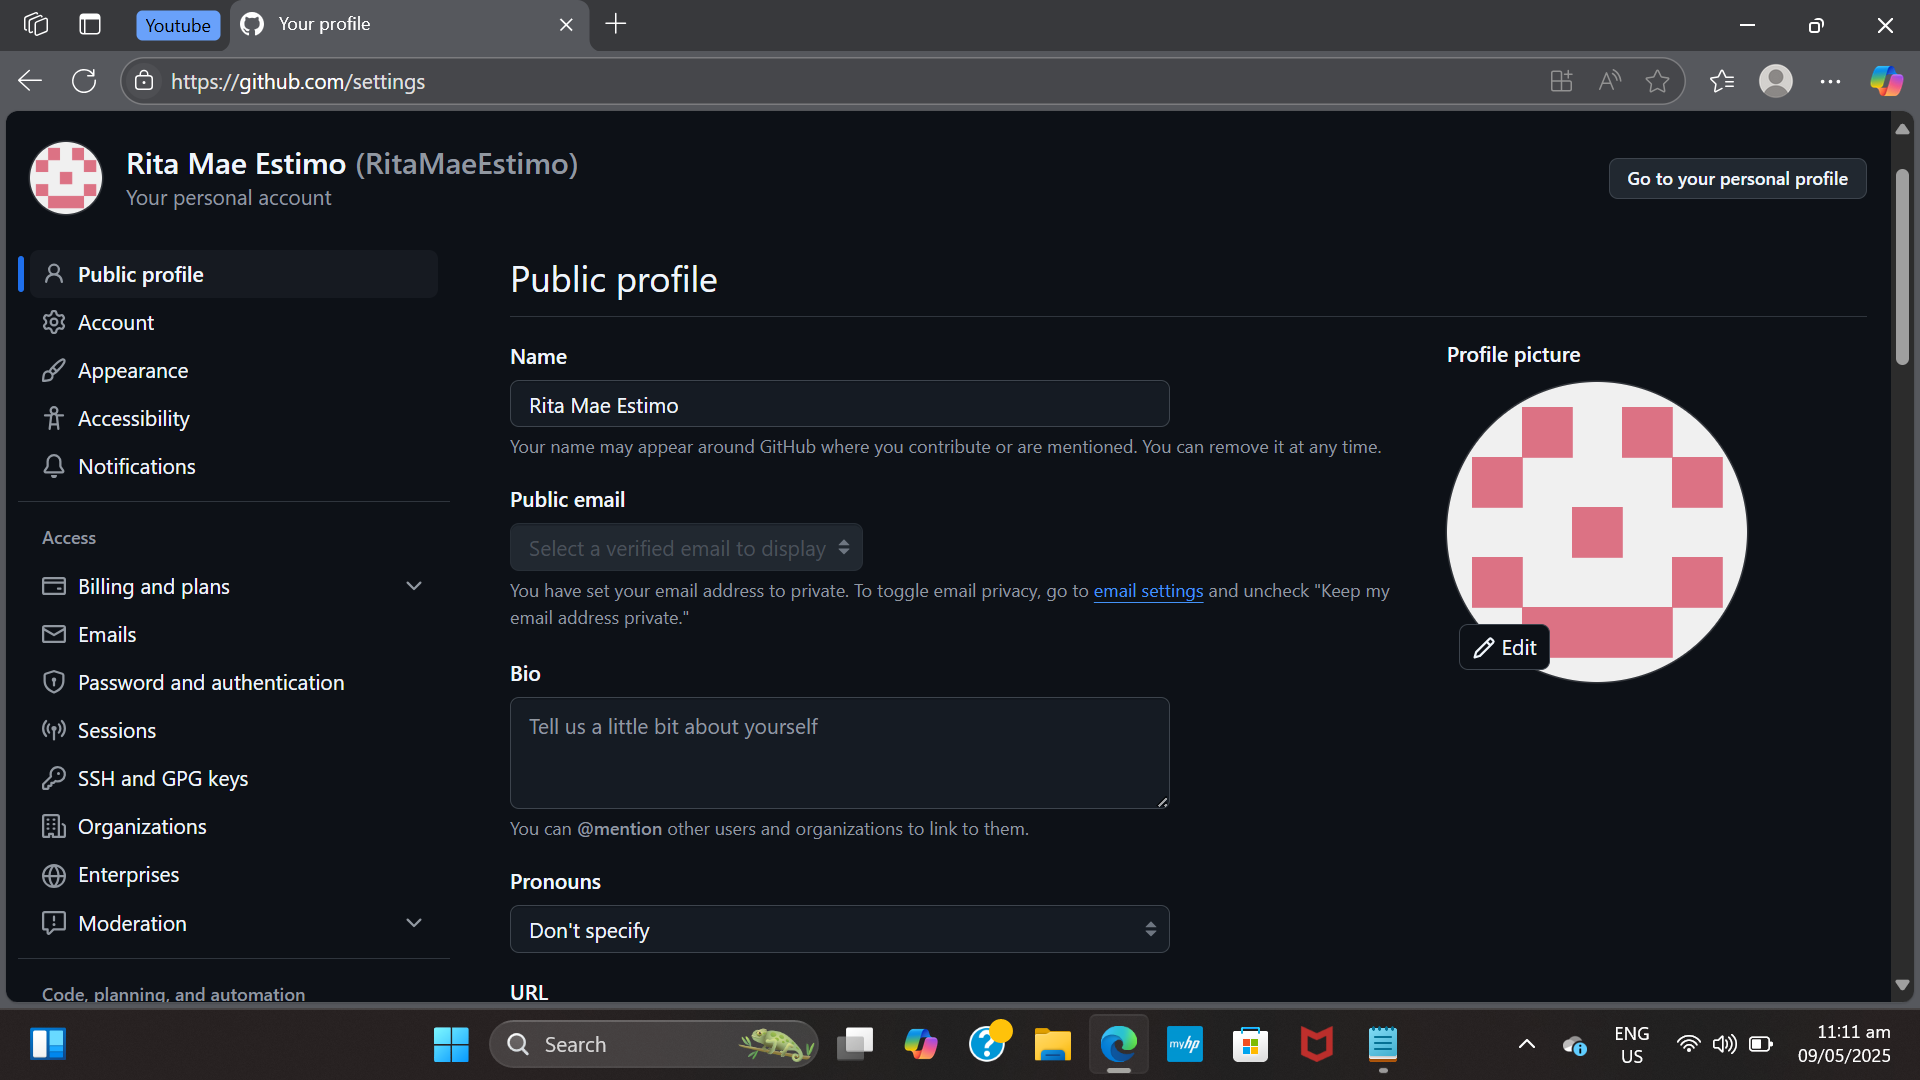 Youtube
Your profile
https://github.com/settings
Rita Mae Estimo (RitaMaeEstimo)
Your personal account
Go to your personal profile
Public profile
Account
Appearance
Accessibility
Notifications
Access
Billing and plans
Emails
Password and authentication
Sessions
SSH and GPG keys
Organizations
Enterprises
Moderation
Code, planning, and automation
Public profile
Name
Rita Mae Estimo
Your name may appear around GitHub where you contribute or are mentioned. You can remove it at any time.
Public email
Select a verified email to display
You have set your email address to private. To toggle email privacy, go to email settings and uncheck "Keep my
email address private."
Bio
Tell us a little bit about yourself
You can @mention other users and organizations to link to them.
Pronouns
Don't specify
URL
Profile picture
Edit
Search
myhp
ENG
US
11:11 am
09/05/2025